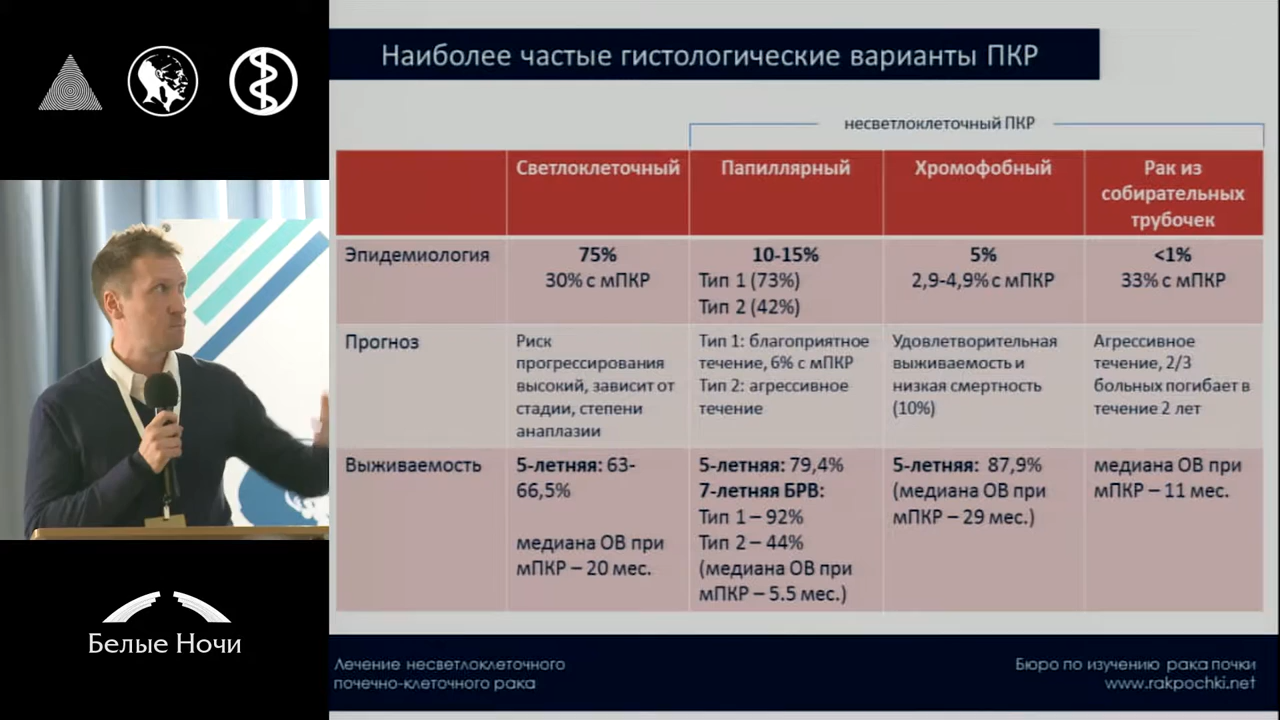 Наиболее частые гистологические варианты ПКР
несветлоклеточный ПКР
Светлоклеточный
Папиллярный
Хромофобный
Рак из
собирательных
трубочек
Эпидемиология
75%
30% с мПКР
10-15%
Тип 1 (73%)
Тип 2 (42%)
5%
2,9-4,9% с мПКР
<1%
33% с мПКР
Прогноз
Риск
прогрессирования
высокий, зависит от
стадии, степени
анаплазии
Тип 1: благоприятное
течение, 6% с мПКР
Тип 2: агрессивное
течение
Удовлетворительная
выживаемость и
низкая смертность
(10%)
Агрессивное
течение, 2/3
больных погибает в
течение 2 лет
Выживаемость
5-летняя: 63-
66,5%
медиана ОВ при
мПКР – 20 мес.
5-летняя: 79,4%
7-летняя БРВ:
Тип 1 – 92%
Тип 2 – 44%
(медиана ОВ при
мПКР – 5.5 мес.)
5-летняя: 87,9%
(медиана ОВ при
мПКР – 29 мес.)
медиана ОВ при
мПКР – 11 мес.
Белые Ночи
Лечение несветлоклеточного
почечно-клеточного рака
Бюро по изучению рака почки
www.rakpochki.net